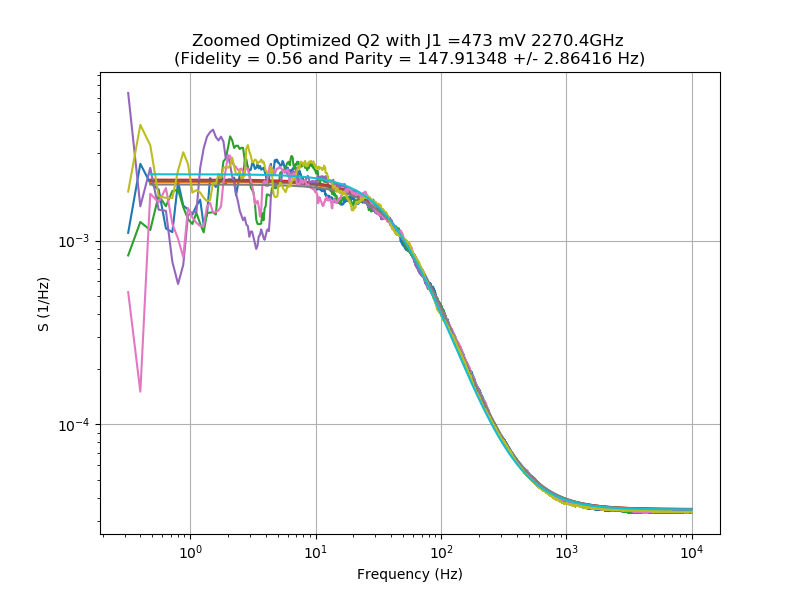 Zoomed Optimized Q2 with J1 =473 mV 2270.4GHz
(Fidelity = 0.56 and Parity = 147.91348 +/- 2.86416 Hz)
S (1/Hz)
10⁻³
10⁻⁴
10⁰ 10¹ 10² 10³ 10⁴
Frequency (Hz)